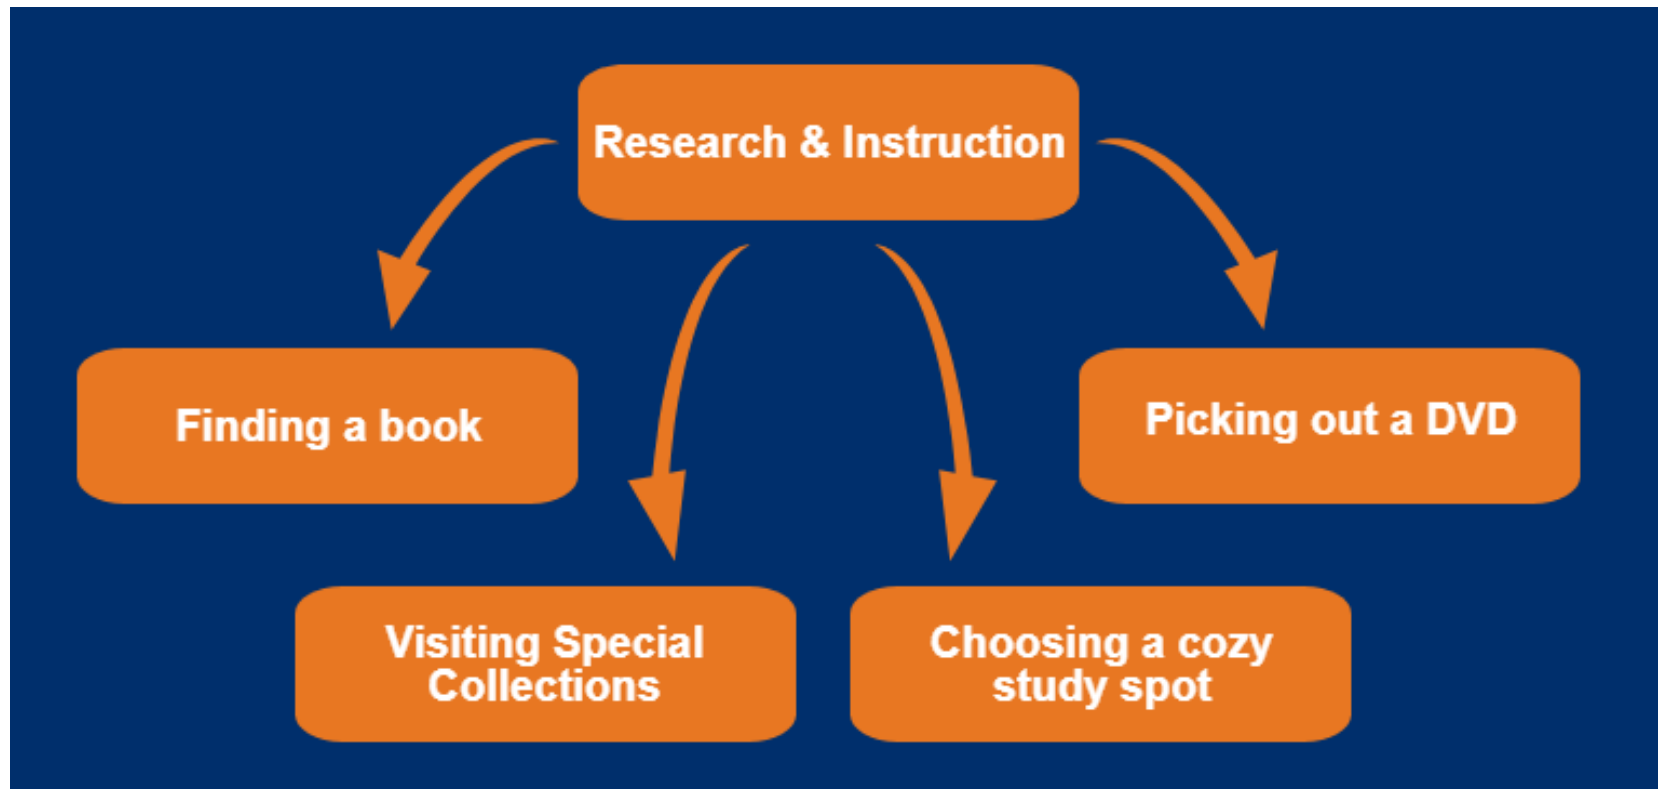 Research & Instruction
Finding a book
Picking out a DVD
Visiting Special
Collections
Choosing a cozy
study spot